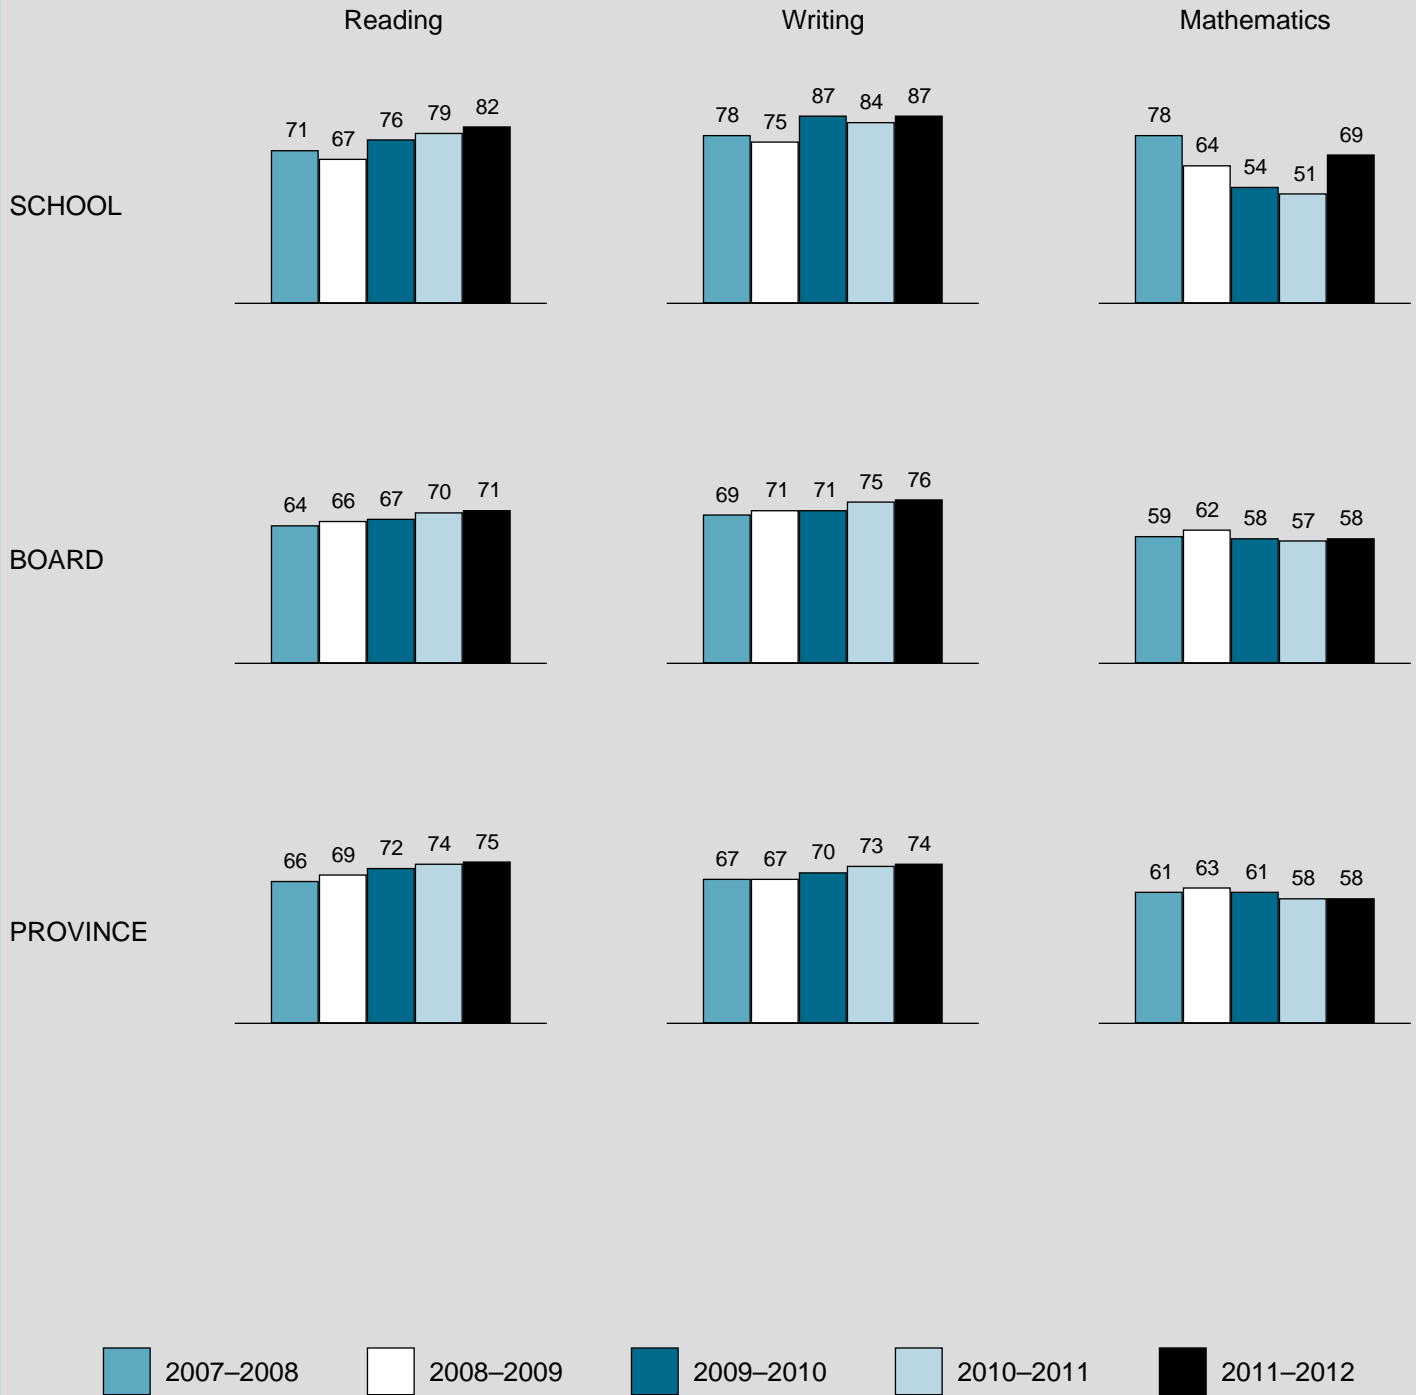 Reading Writing Mathematics
SCHOOL
71 67 76 79 82
78 75 87 84 87
78 64 54 51 69
BOARD
64 66 67 70 71
69 71 71 75 76
59 62 58 57 58
PROVINCE
66 69 72 74 75
67 67 70 73 74
61 63 61 58 58
2007–2008 2008–2009 2009–2010 2010–2011 2011–2012